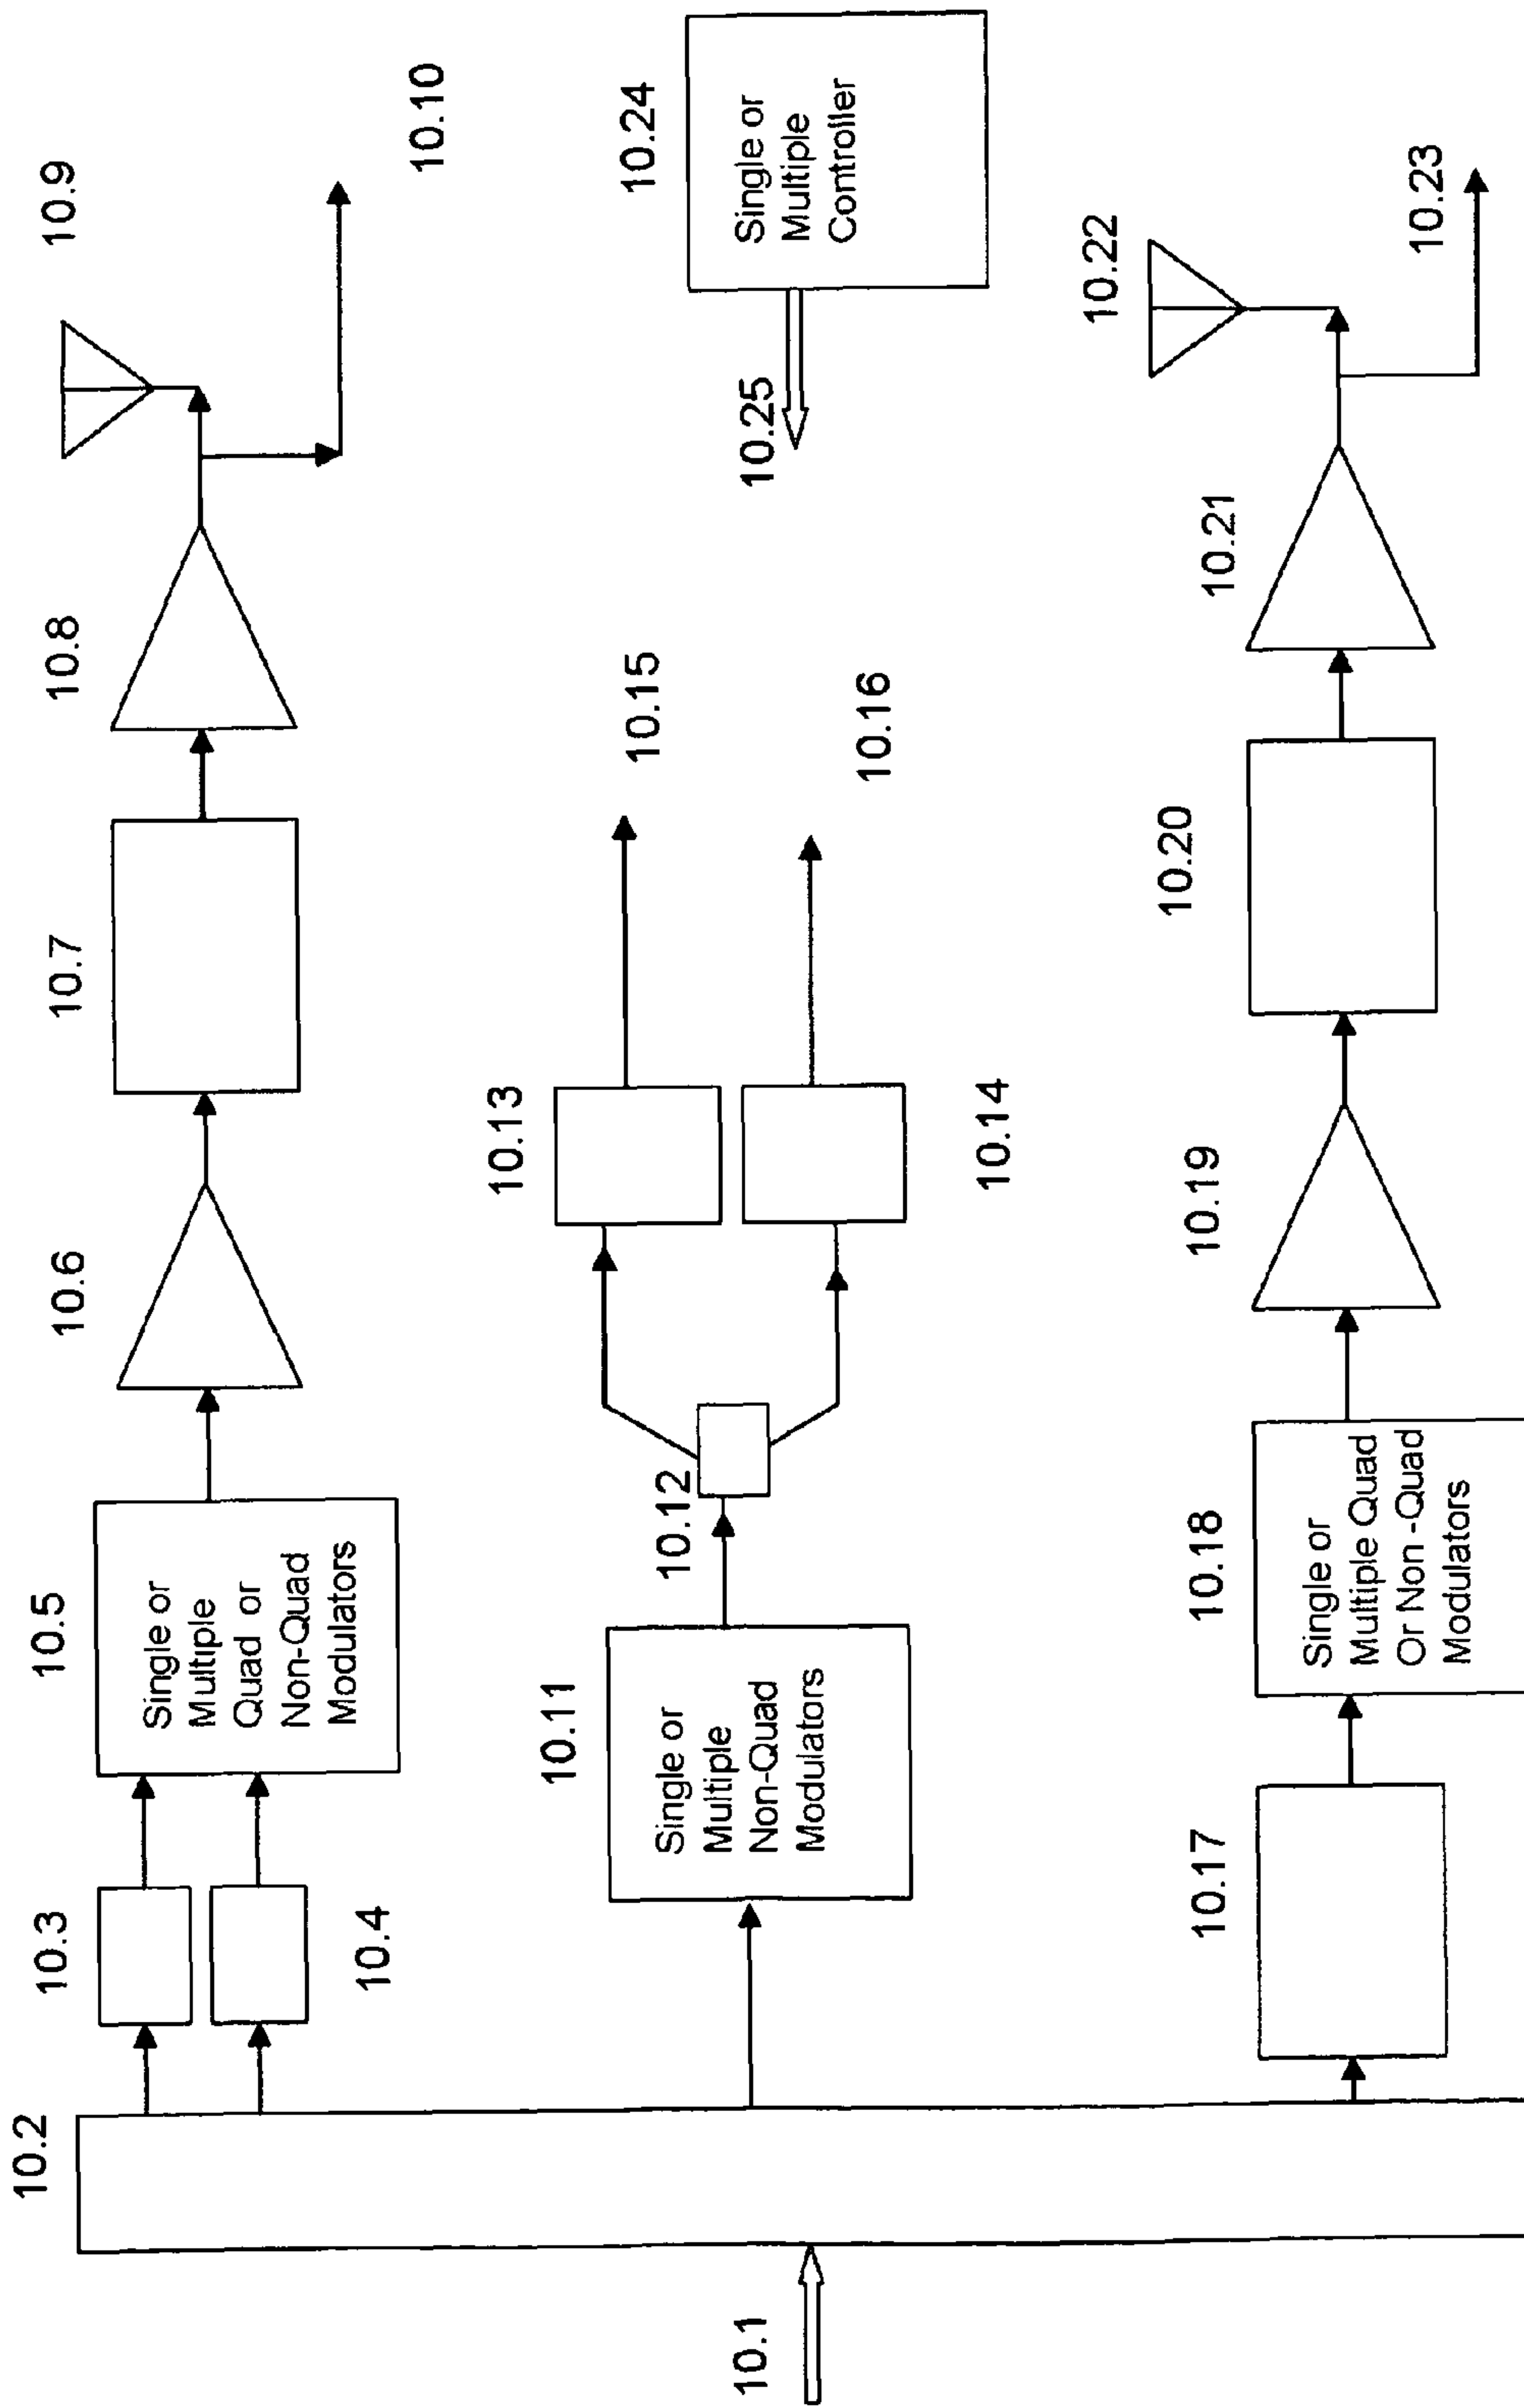 10.1
10.2
10.3
10.4
10.5
Single or
Multiple
Quad or
Non-Quad
Modulators
10.6
10.7
10.8
10.9
10.10
10.11
Single or
Multiple
Non-Quad
Modulators
10.12
10.13
10.14
10.15
10.16
10.17
10.18
Single or
Multiple Quad
Or Non -Quad
Modulators
10.19
10.20
10.21
10.22
10.23
10.24
Single or
Multiple
Controller
10.25